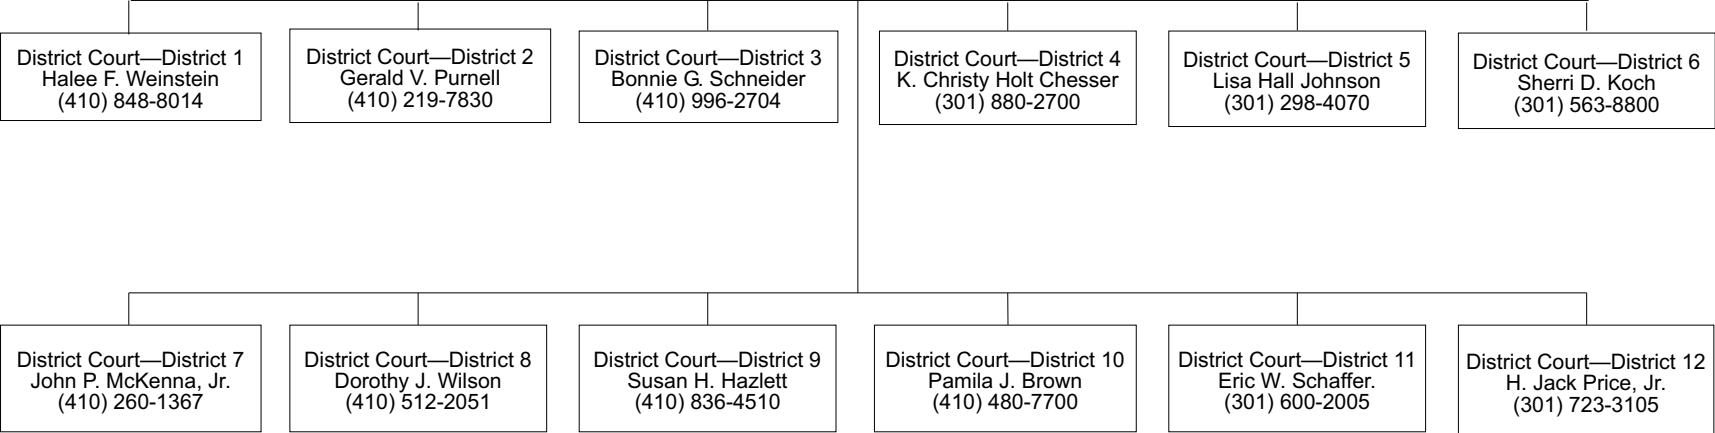 District Court—District 1
Halee F. Weinstein
(410) 848-8014
District Court—District 2
Gerald V. Purnell
(410) 219-7830
District Court—District 3
Bonnie G. Schneider
(410) 996-2704
District Court—District 4
K. Christy Holt Chesser
(301) 880-2700
District Court—District 5
Lisa Hall Johnson
(301) 298-4070
District Court—District 6
Sherri D. Koch
(301) 563-8800
District Court—District 7
John P. McKenna, Jr.
(410) 260-1367
District Court—District 8
Dorothy J. Wilson
(410) 512-2051
District Court—District 9
Susan H. Hazlett
(410) 836-4510
District Court—District 10
Pamila J. Brown
(410) 480-7700
District Court—District 11
Eric W. Schaffer.
(301) 600-2005
District Court—District 12
H. Jack Price, Jr.
(301) 723-3105